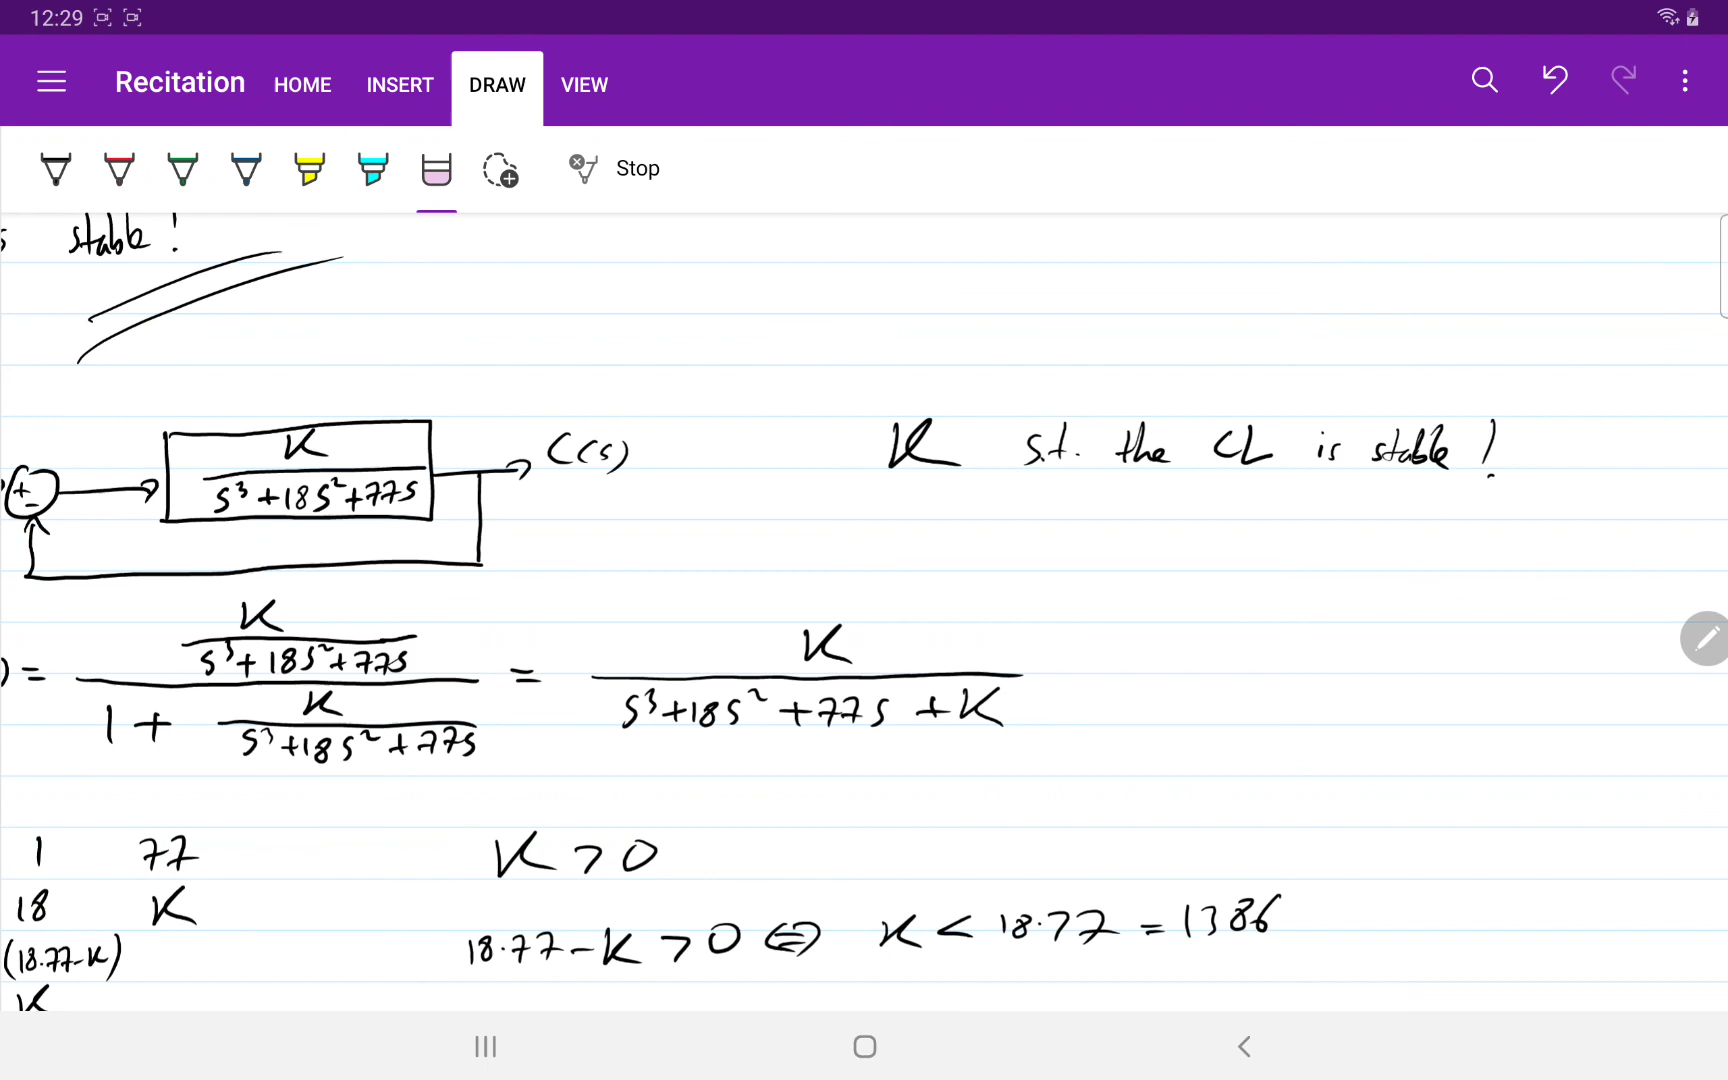 12:29
Recitation HOME INSERT DRAW VIEW
Stop
s stable !
K
s³+18s²+77s
+
−
C(s)
K s.t. the CL is stable !
) = K / (s³+18s²+77s) / (1 + K / (s³+18s²+77s)) = K / (s³+18s²+77s+K)
1 77
18 K
(18·77-K)
K
K > 0
18·77-K > 0 ⇔ K < 18·77 = 1386